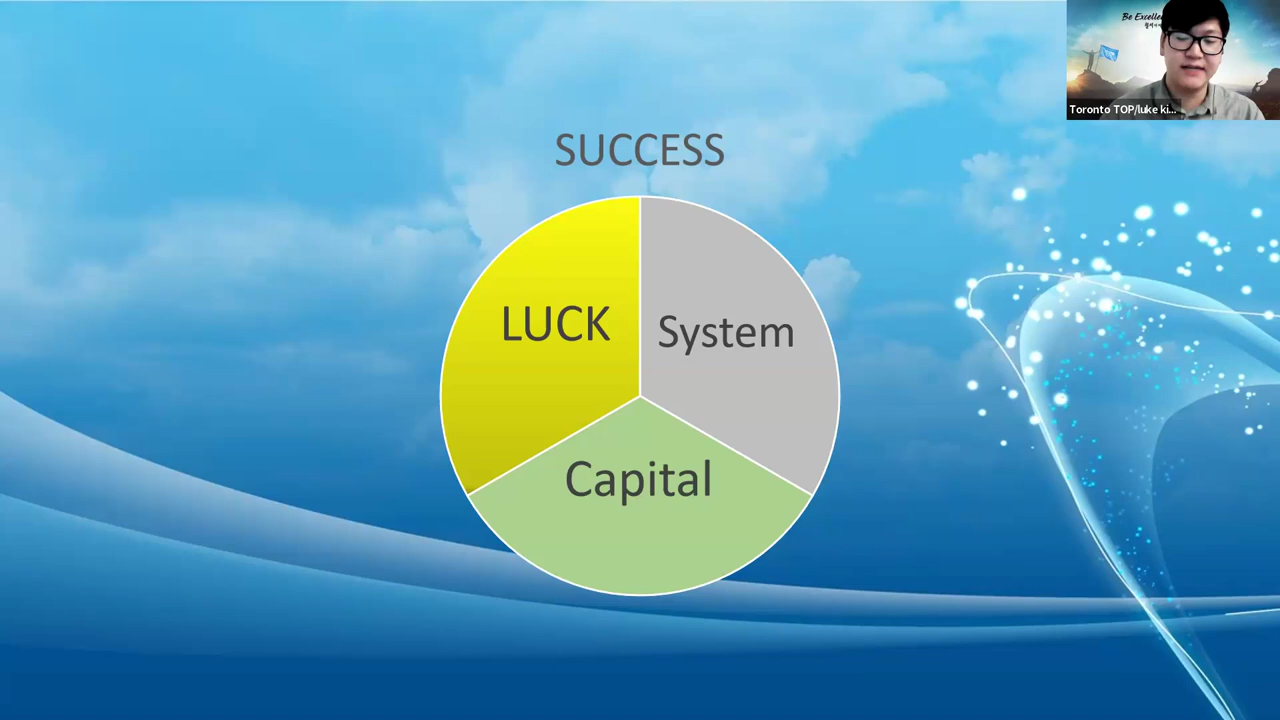 SUCCESS
LUCK
System
Capital
Be Excelle
Toronto TOP/luke ki...